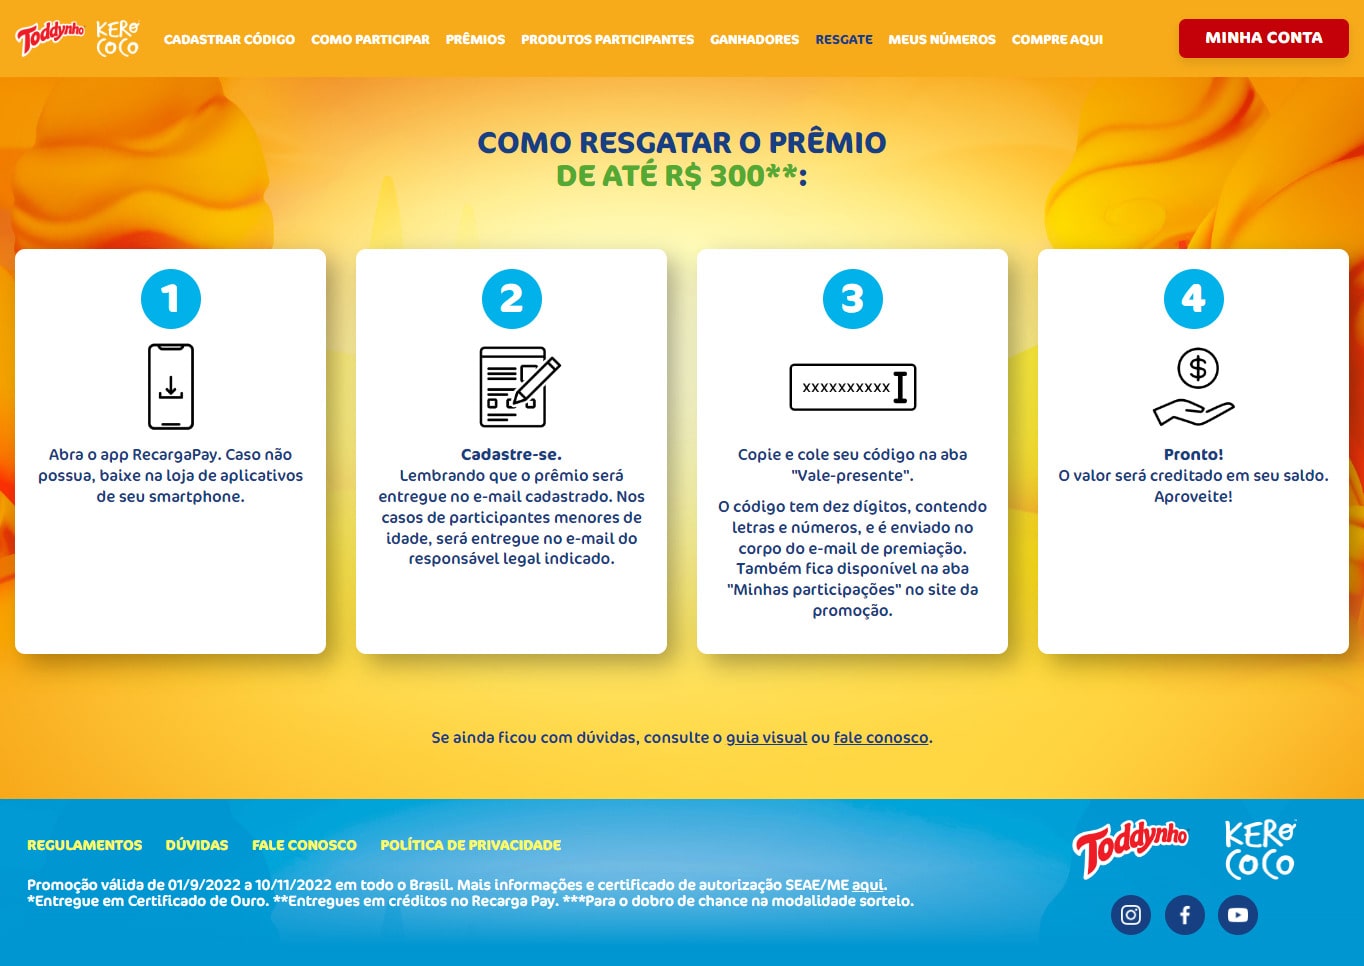 Toddynho KERO COCO
CADASTRAR CÓDIGO COMO PARTICIPAR PRÊMIOS PRODUTOS PARTICIPANTES GANHADORES RESGATE MEUS NÚMEROS COMPRE AQUI MINHA CONTA
COMO RESGATAR O PRÊMIO
DE ATÉ R$ 300**:
1
Abra o app RecargaPay. Caso não
possua, baixe na loja de aplicativos
de seu smartphone.
2
Cadastre-se.
Lembrando que o prêmio será
entregue no e-mail cadastrado. Nos
casos de participantes menores de
idade, será entregue no e-mail do
responsável legal indicado.
3
xxxxxxxxxx
Copie e cole seu código na aba
"Vale-presente".
O código tem dez dígitos, contendo
letras e números, e é enviado no
corpo do e-mail de premiação.
Também fica disponível na aba
"Minhas participações" no site da
promoção.
4
$
Pronto!
O valor será creditado em seu saldo.
Aproveite!
Se ainda ficou com dúvidas, consulte o guia visual ou fale conosco.
REGULAMENTOS DÚVIDAS FALE CONOSCO POLÍTICA DE PRIVACIDADE
Promoção válida de 01/9/2022 a 10/11/2022 em todo o Brasil. Mais informações e certificado de autorização SEAE/ME aqui.
*Entregue em Certificado de Ouro. **Entregues em créditos no Recarga Pay. ***Para o dobro de chance na modalidade sorteio.
Toddynho KERO COCO